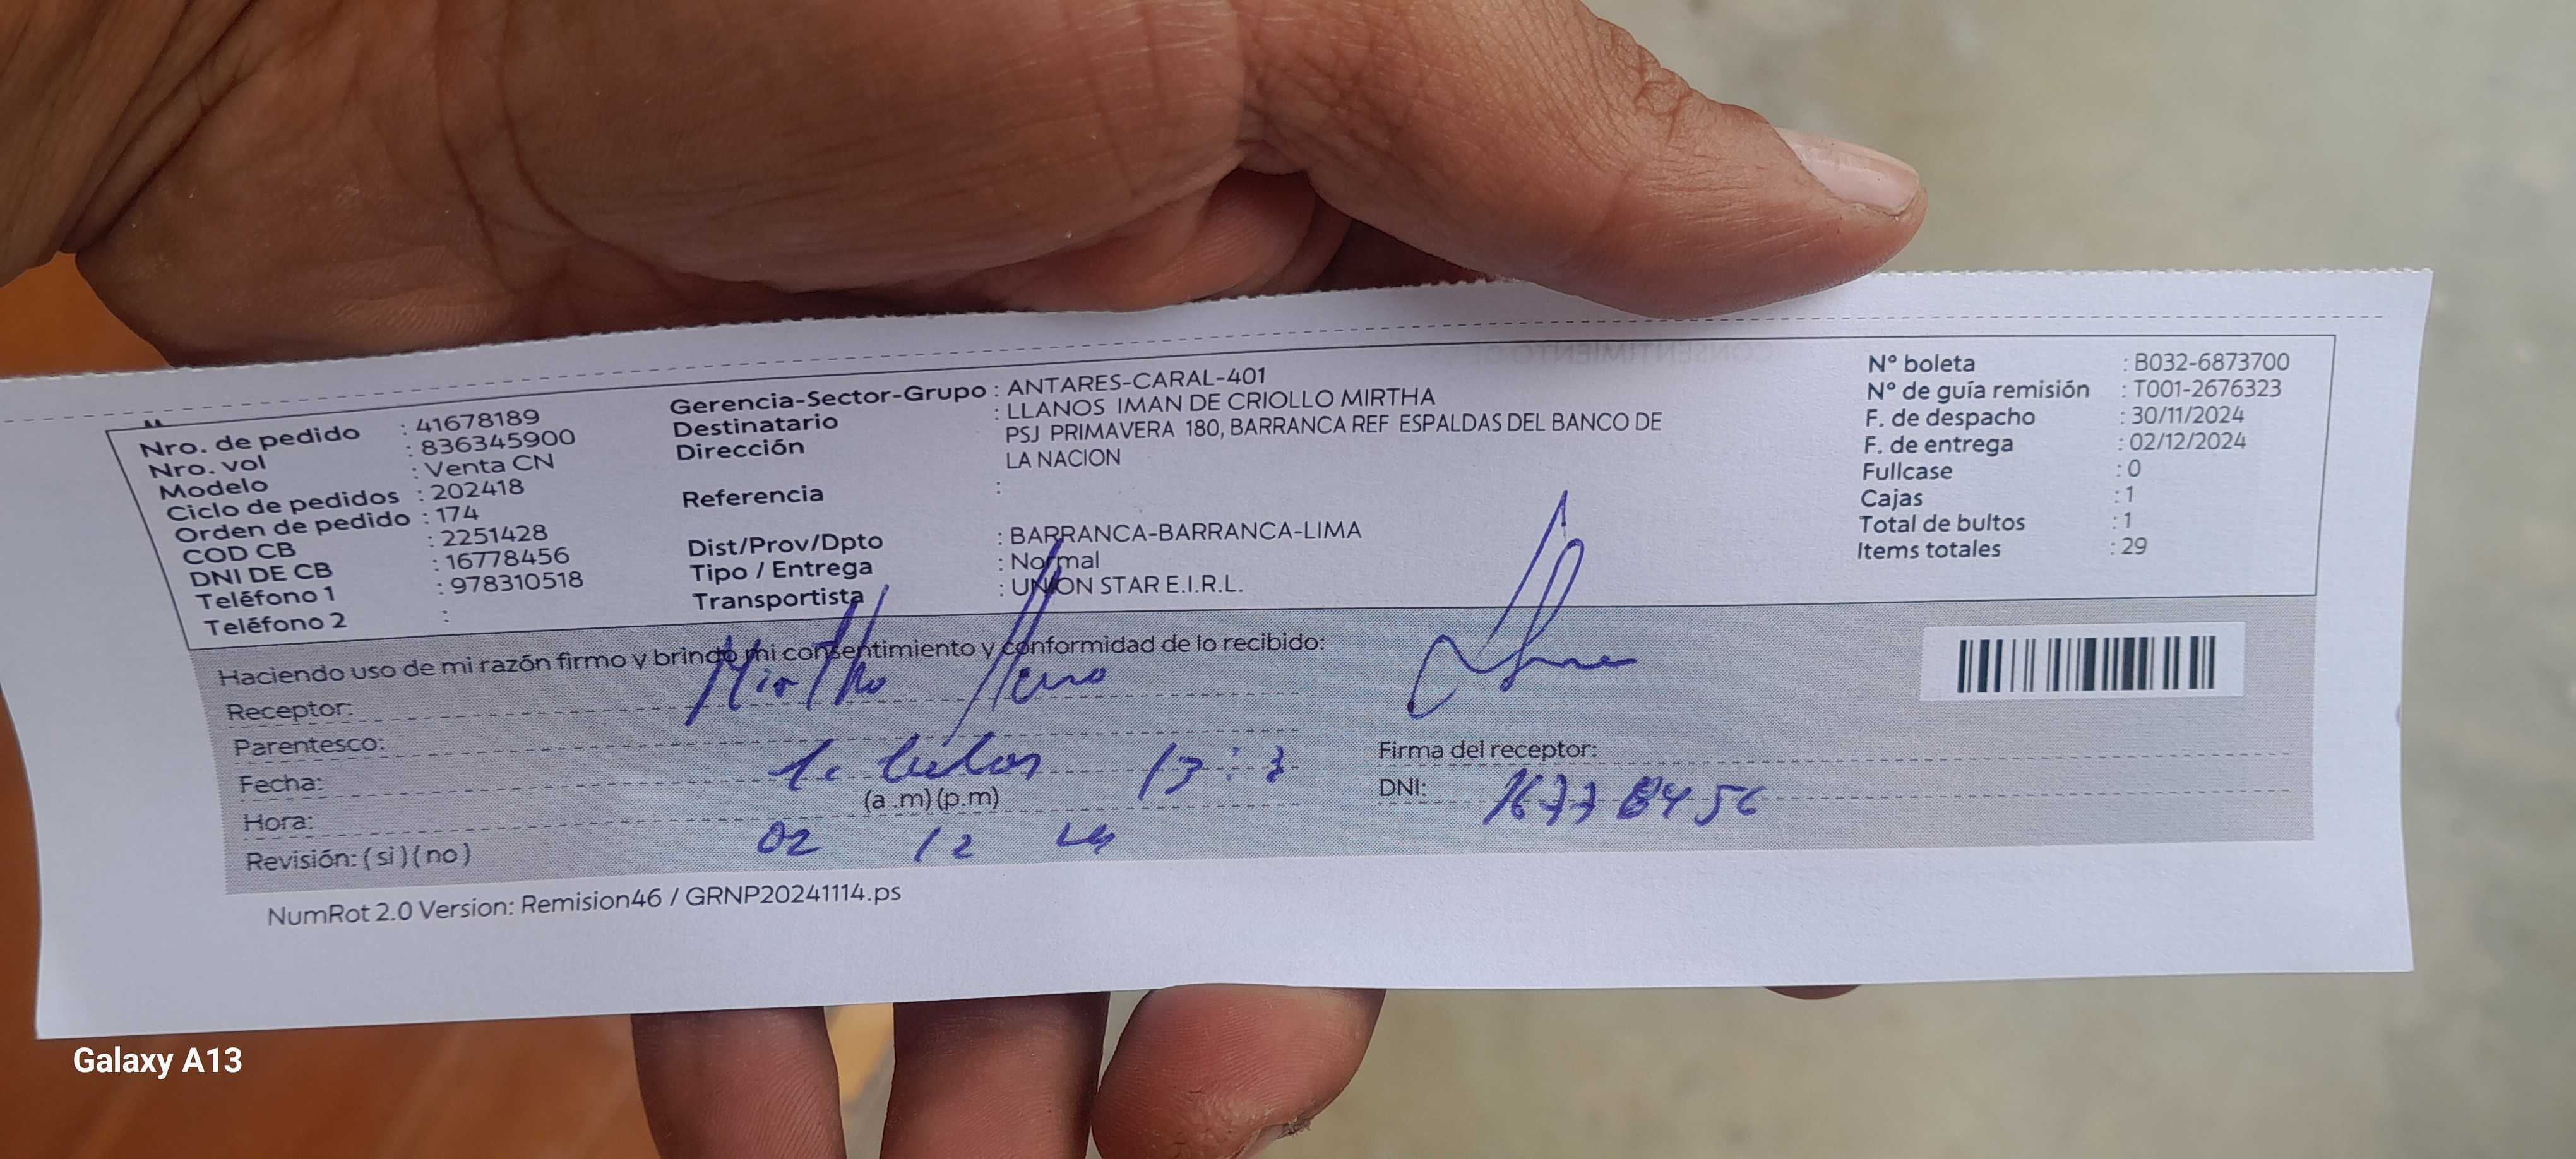 Nro. de pedido : 41678189
Nro. vol : 836345900
Modelo : Venta CN
Ciclo de pedidos : 202418
Orden de pedido : 174
COD CB : 2251428
DNI DE CB : 16778456
Teléfono 1 : 978310518
Teléfono 2 :
Gerencia-Sector-Grupo : ANTARES-CARAL-401
Destinatario : LLANOS IMAN DE CRIOLLO MIRTHA
Dirección PSJ PRIMAVERA 180, BARRANCA REF ESPALDAS DEL BANCO DE
LA NACION
Referencia :
Dist/Prov/Dpto : BARRANCA-BARRANCA-LIMA
Tipo / Entrega : Normal
Transportista : UNION STAR E.I.R.L.
Nº boleta : B032-6873700
Nº de guía remisión : T001-2676323
F. de despacho : 30/11/2024
F. de entrega : 02/12/2024
Fullcase : 0
Cajas : 1
Total de bultos : 1
Items totales : 29
Haciendo uso de mi razón firmo y brindo mi consentimiento y conformidad de lo recibido:
Receptor: Mirtha
Parentesco:
Fecha:
(a.m)(p.m)
Hora:
02 12 24
Revisión: (si)(no)
Firma del receptor:
DNI: 16778456
NumRot 2.0 Version: Remision46 / GRNP20241114.ps
Galaxy A13